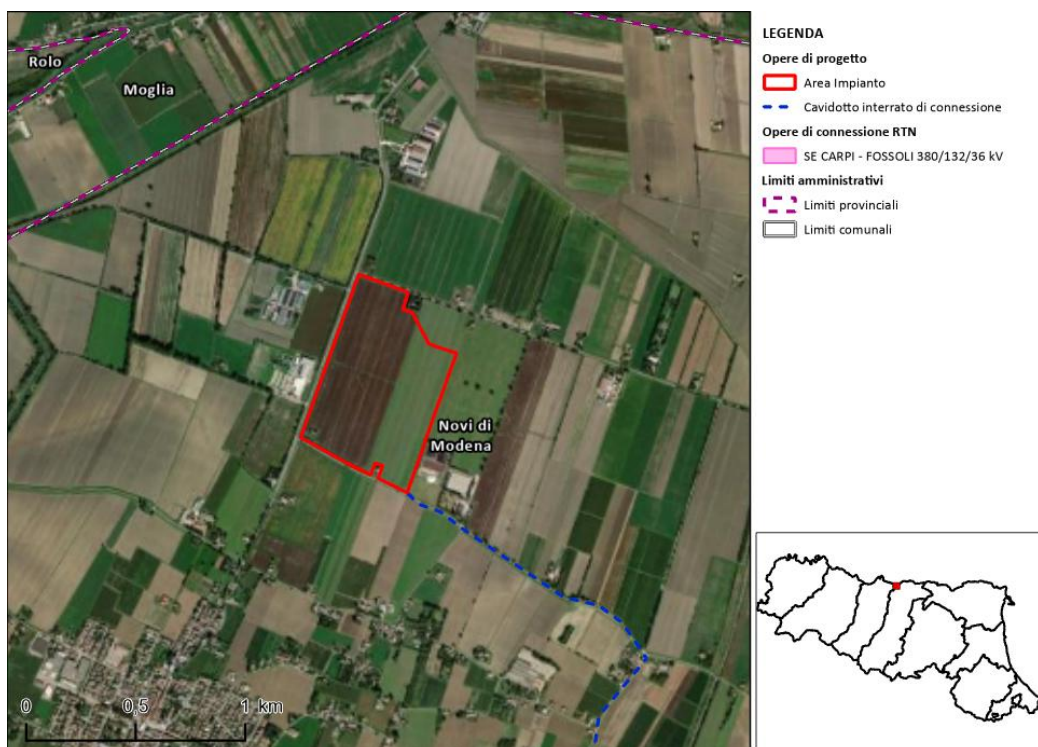 Rolo
Moglia
Novi di
Modena
0
0,5
1 km
LEGENDA
Opere di progetto
Area Impianto
Cavidotto interrato di connessione
Opere di connessione RTN
SE CARPI - FOSSOLI 380/132/36 kV
Limiti amministrativi
Limiti provinciali
Limiti comunali